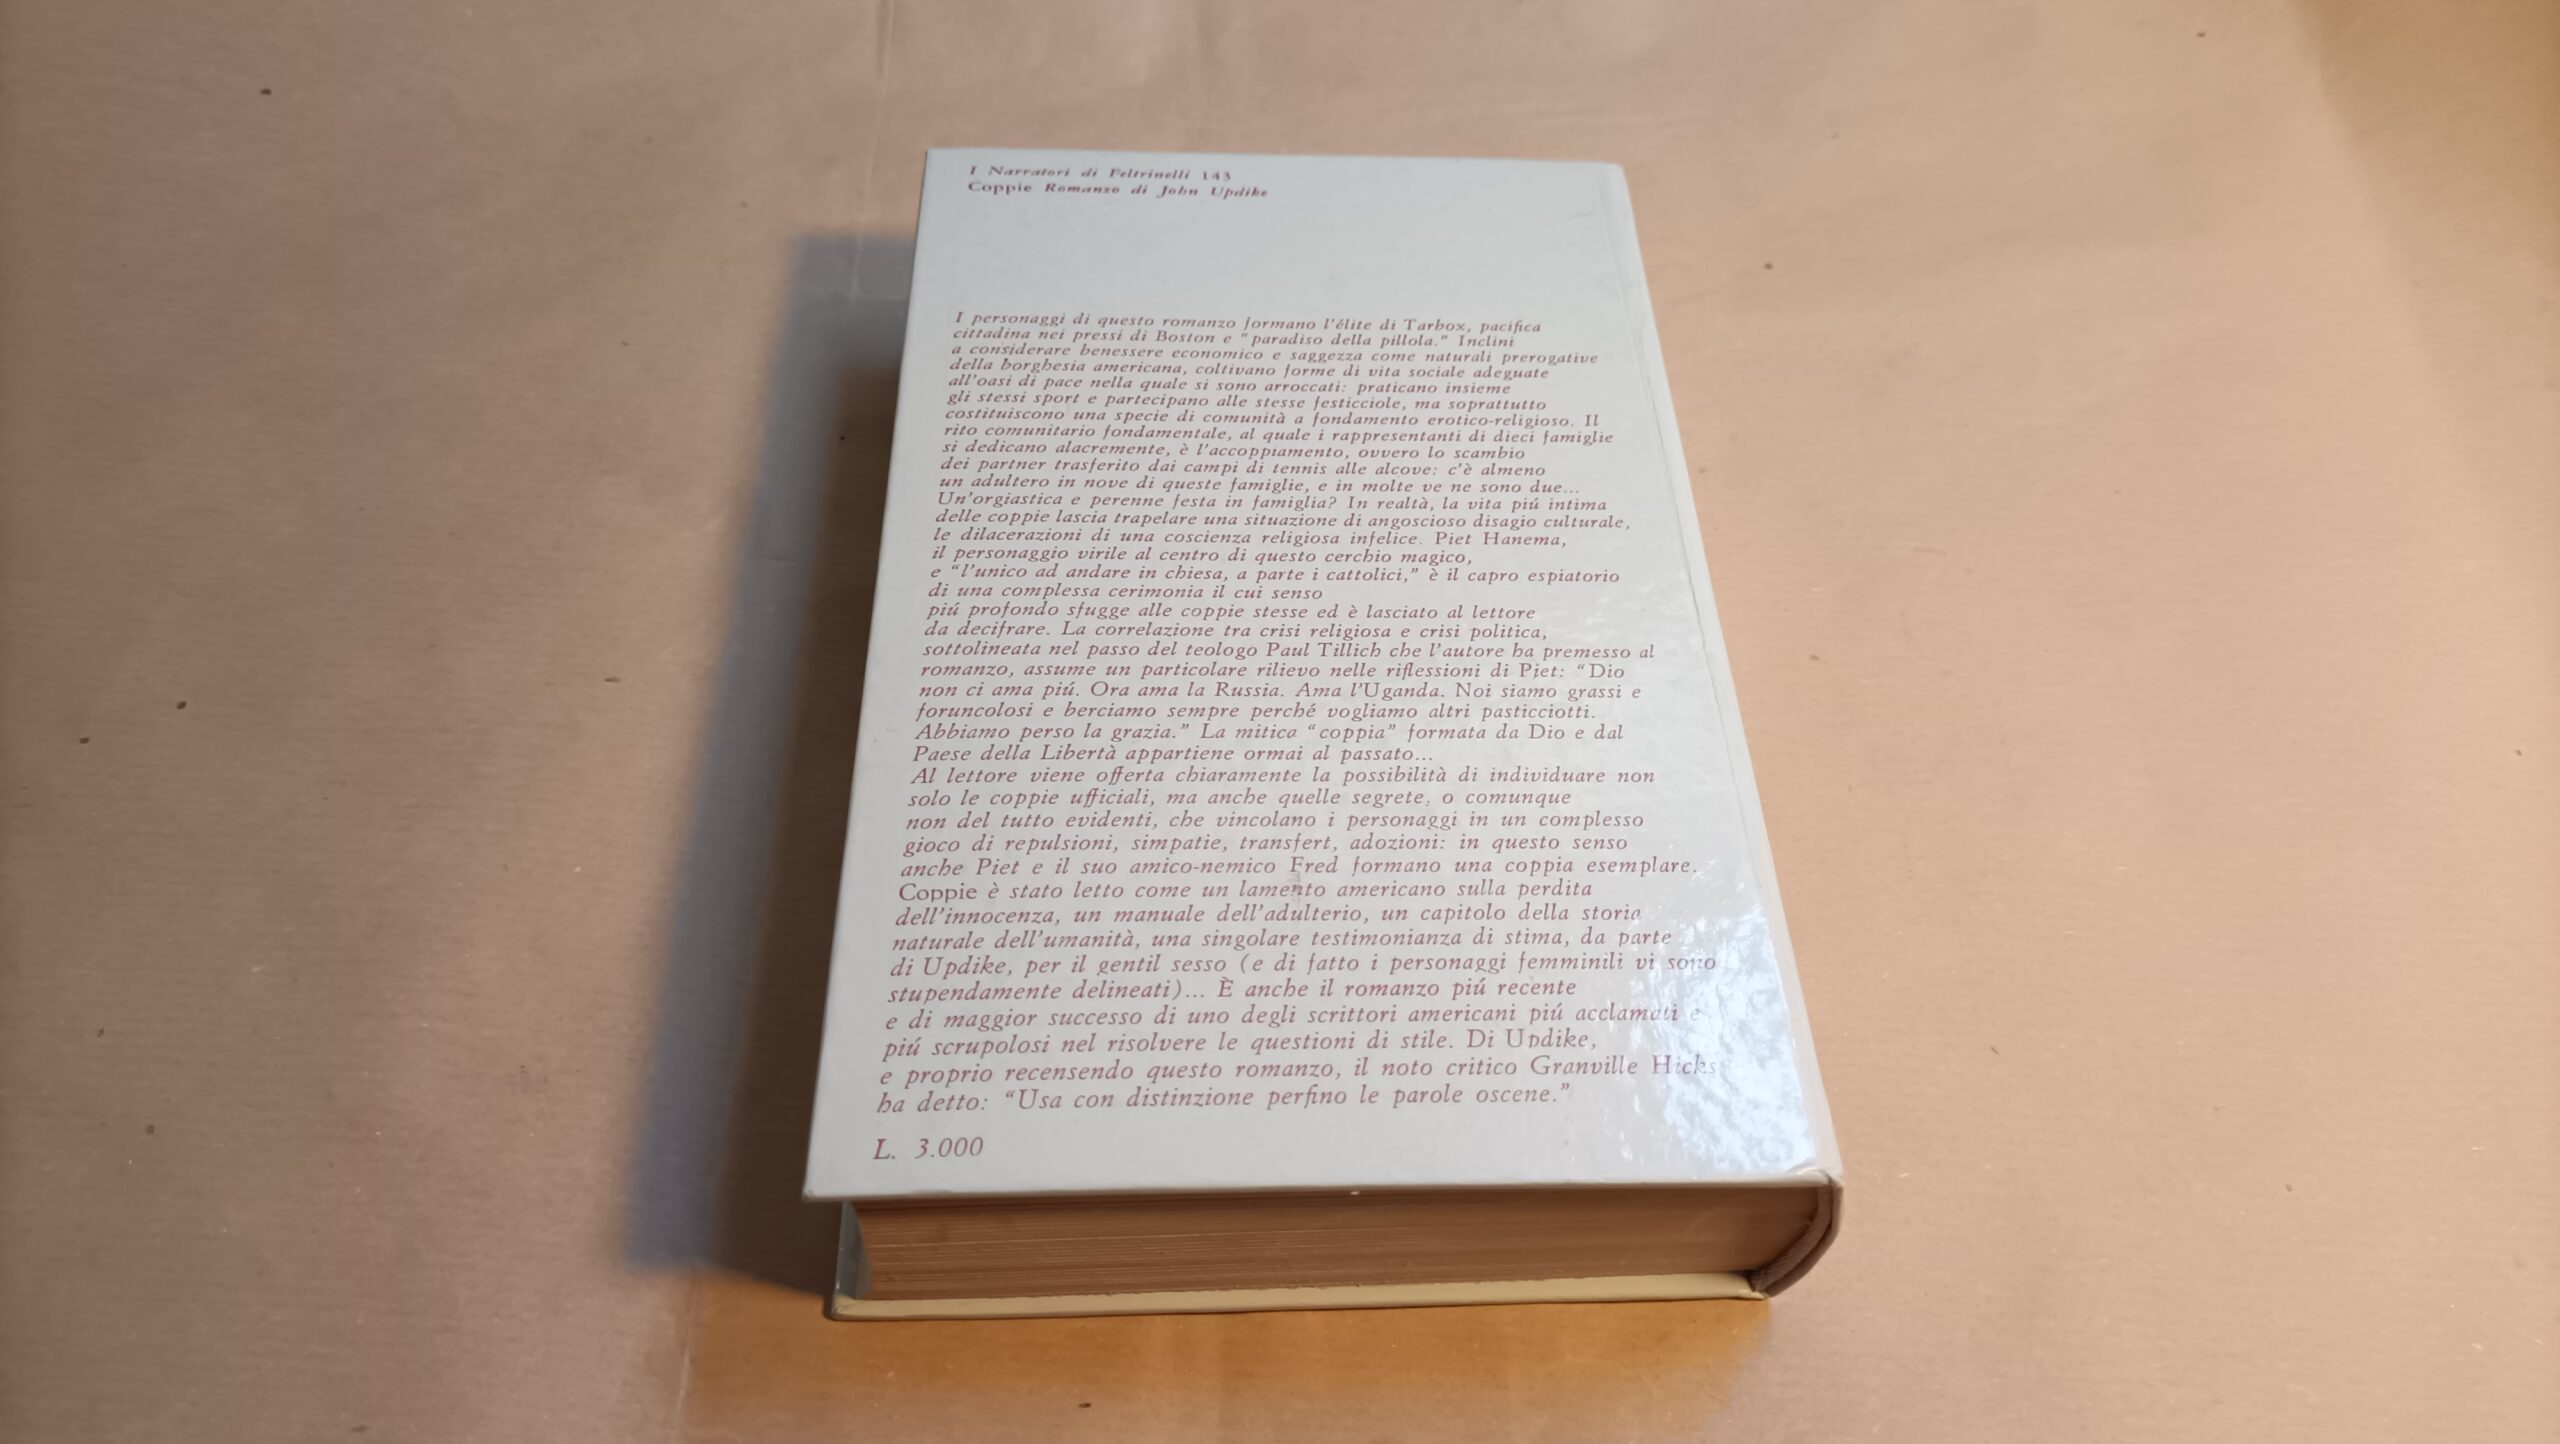 I Narratori di Feltrinelli 143
Coppie Romanzo di John Updike
I personaggi di questo romanzo formano l'élite di Tarbox, pacifica
cittadina nei pressi di Boston e “paradiso della pillola.” Inclini
a considerare benessere economico e saggezza come naturali prerogative
della borghesia americana, coltivano forme di vita sociale adeguate
all'oasi di pace nella quale si sono arroccati: praticano insieme
gli stessi sport e partecipano alle stesse festicciole, ma soprattutto
costituiscono una specie di comunità a fondamento erotico-religioso. Il
rito comunitario fondamentale, al quale i rappresentanti di dieci famiglie
si dedicano alacremente, è l'accoppiamento, ovvero lo scambio
dei partner trasferito dai campi di tennis alle alcove: c'è almeno
un adultero in nove di queste famiglie, e in molte ve ne sono due...
Un'orgiastica e perenne festa in famiglia? In realtà, la vita piú intima
delle coppie lascia trapelare una situazione di angoscioso disagio culturale,
le dilacerazioni di una coscienza religiosa infelice. Piet Hanema,
il personaggio virile al centro di questo cerchio magico,
e “l'unico ad andare in chiesa, a parte i cattolici,” è il capro espiatorio
di una complessa cerimonia il cui senso
piú profondo sfugge alle coppie stesse ed è lasciato al lettore
da decifrare. La correlazione tra crisi religiosa e crisi politica,
sottolineata nel passo del teologo Paul Tillich che l'autore ha premesso al
romanzo, assume un particolare rilievo nelle riflessioni di Piet: “Dio
non ci ama piú. Ora ama la Russia. Ama l'Uganda. Noi siamo grassi e
foruncolosi e berciamo sempre perché vogliamo altri pasticciotti.
Abbiamo perso la grazia.” La mitica “coppia” formata da Dio e dal
Paese della Libertà appartiene ormai al passato...
Al lettore viene offerta chiaramente la possibilità di individuare non
solo le coppie ufficiali, ma anche quelle segrete, o comunque
non del tutto evidenti, che vincolano i personaggi in un complesso
gioco di repulsioni, simpatie, transfert, adozioni: in questo senso
anche Piet e il suo amico-nemico Fred formano una coppia esemplare.
Coppie è stato letto come un lamento americano sulla perdita
dell'innocenza, un manuale dell'adulterio, un capitolo della storia
naturale dell'umanità, una singolare testimonianza di stima, da parte
di Updike, per il gentil sesso (e di fatto i personaggi femminili vi sono
stupendamente delineati)... È anche il romanzo piú recente
e di maggior successo di uno degli scrittori americani piú acclamati e
piú scrupolosi nel risolvere le questioni di stile. Di Updike,
e proprio recensendo questo romanzo, il noto critico Granville Hicks
ha detto: “Usa con distinzione perfino le parole oscene.”
L. 3.000